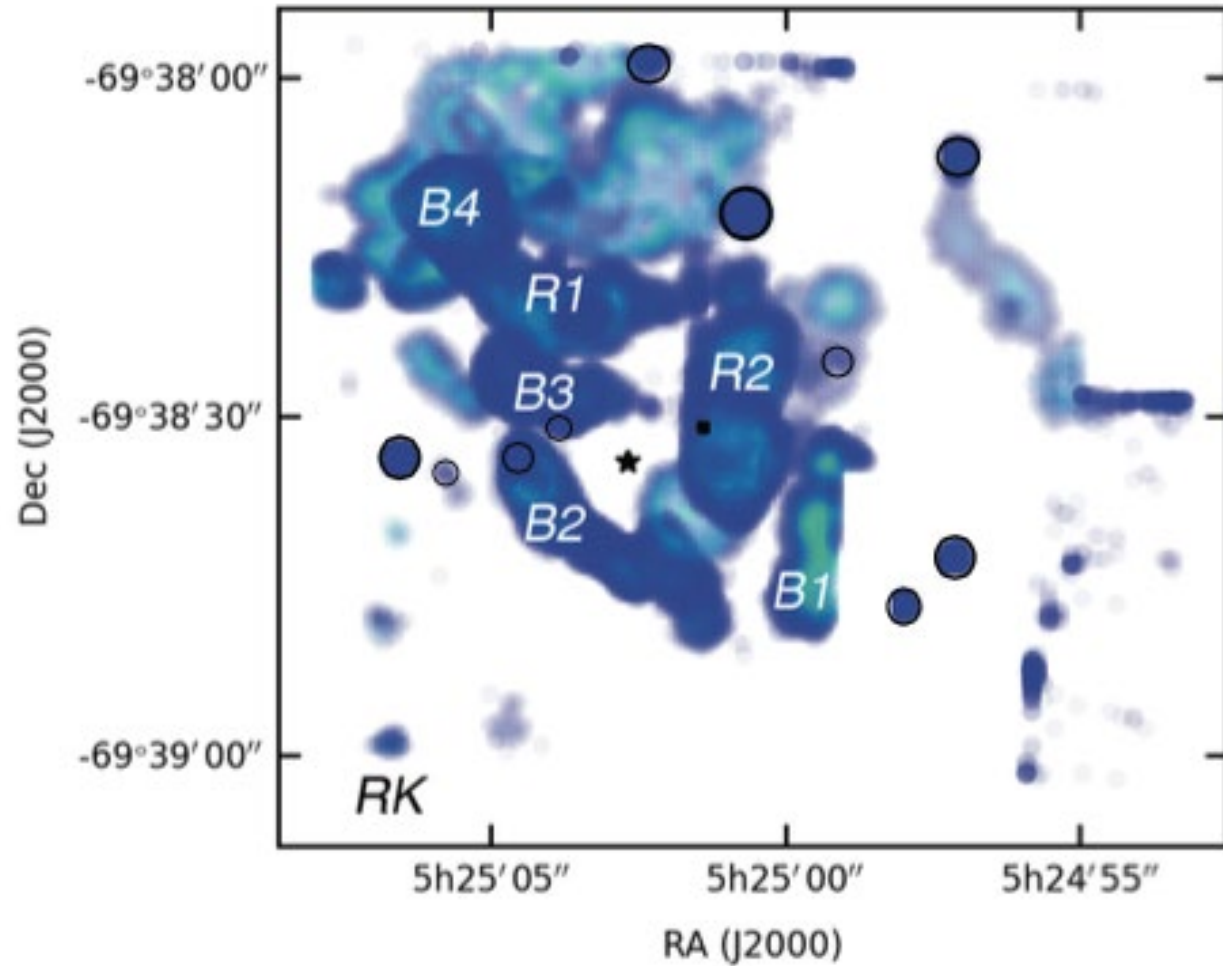 -69°38′00″
B4
R1
R2
B3
-69°38′30″
B2
B1
-69°39′00″
RK
5h25′05″ 5h25′00″ 5h24′55″
RA (J2000)
Dec (J2000)